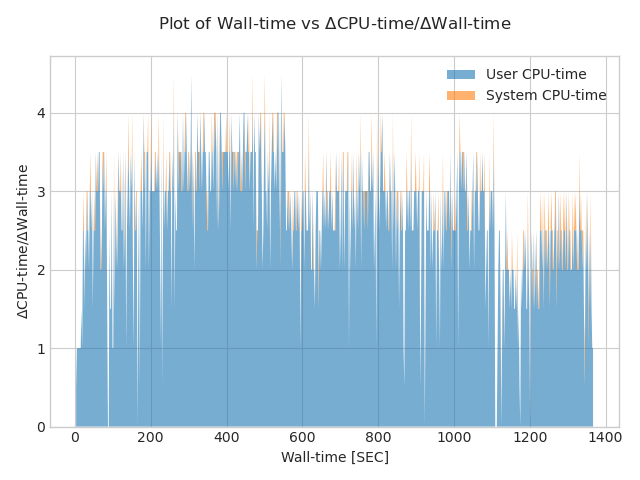 Plot of Wall-time vs ΔCPU-time/ΔWall-time
User CPU-time
System CPU-time
ΔCPU-time/ΔWall-time
4
3
2
1
0
0 200 400 600 800 1000 1200 1400
Wall-time [SEC]